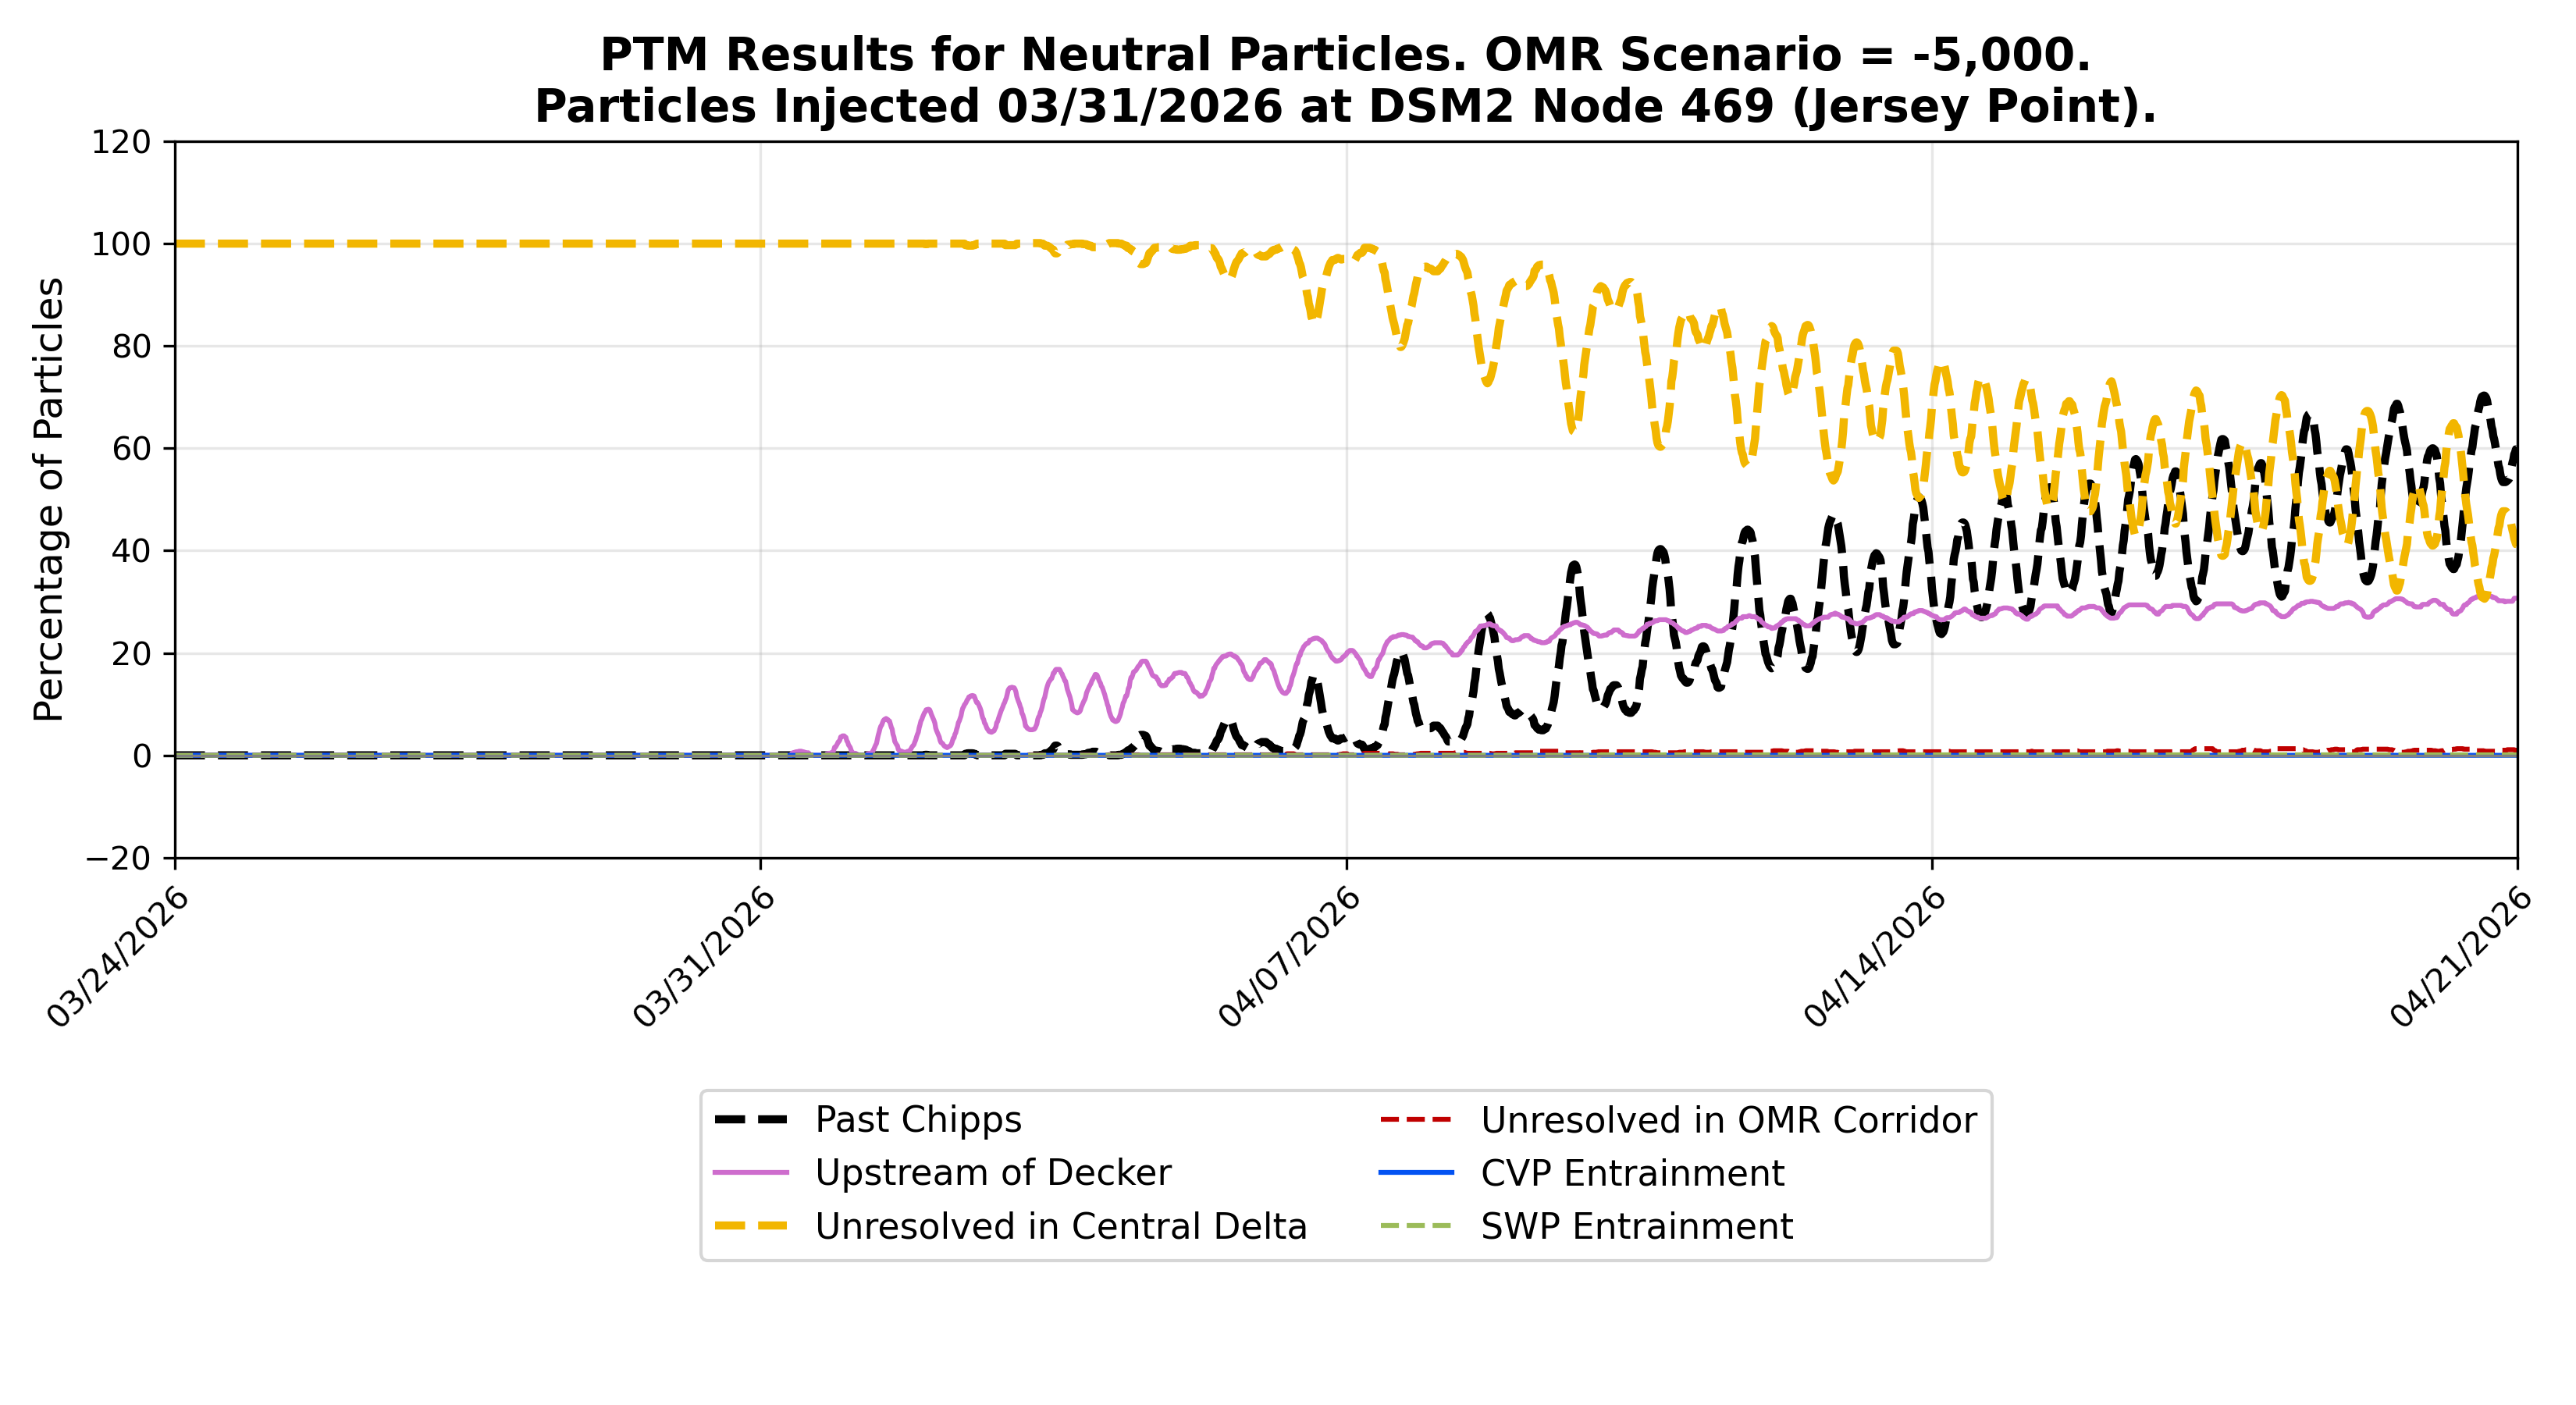 PTM Results for Neutral Particles. OMR Scenario = -5,000.
Particles Injected 03/31/2026 at DSM2 Node 469 (Jersey Point).
Percentage of Particles
120
100
80
60
40
20
0
−20
03/24/2026
03/31/2026
04/07/2026
04/14/2026
04/21/2026
Past Chipps
Upstream of Decker
Unresolved in Central Delta
Unresolved in OMR Corridor
CVP Entrainment
SWP Entrainment